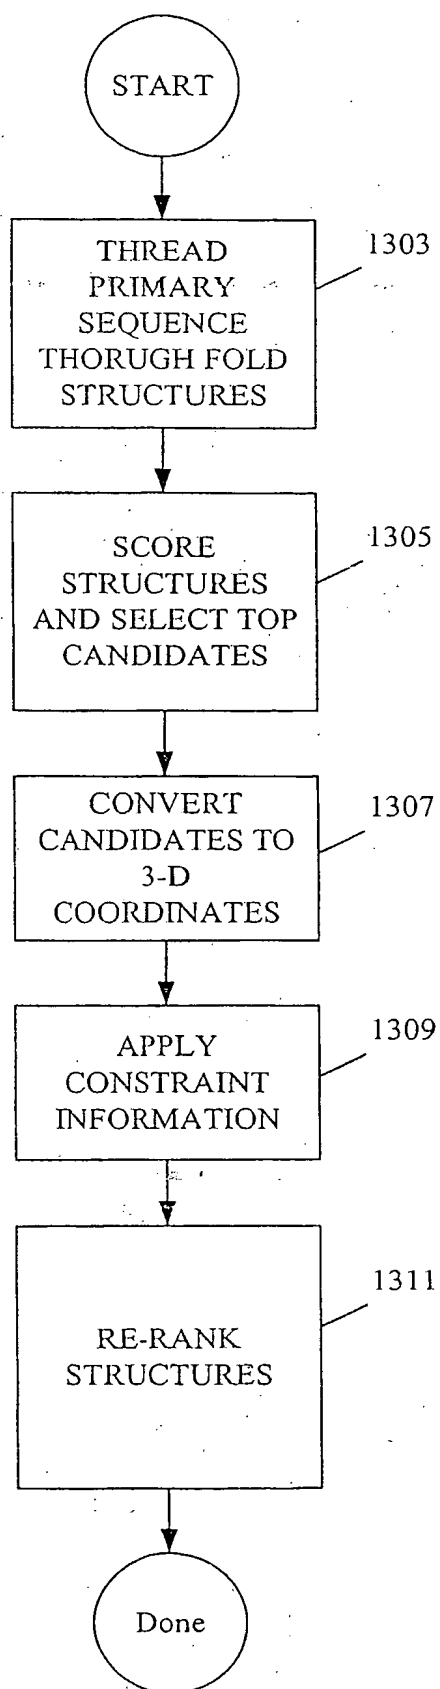 START
1303
THREAD
PRIMARY
SEQUENCE
THORUGH FOLD
STRUCTURES
1305
SCORE
STRUCTURES
AND SELECT TOP
CANDIDATES
1307
CONVERT
CANDIDATES TO
3-D
COORDINATES
1309
APPLY
CONSTRAINT
INFORMATION
1311
RE-RANK
STRUCTURES
Done